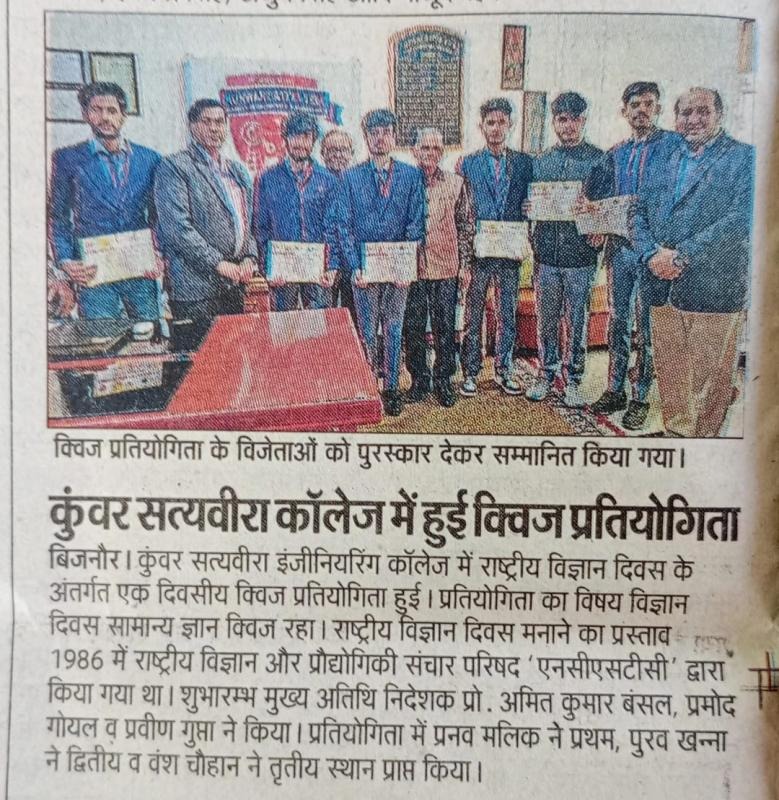 क्विज प्रतियोगिता के विजेताओं को पुरस्कार देकर सम्मानित किया गया।
कुंवर सत्यवीरा कॉलेज में हुई क्विज प्रतियोगिता
बिजनौर। कुंवर सत्यवीरा इंजीनियरिंग कॉलेज में राष्ट्रीय विज्ञान दिवस के
अंतर्गत एक दिवसीय क्विज प्रतियोगिता हुई। प्रतियोगिता का विषय विज्ञान
दिवस सामान्य ज्ञान क्विज रहा। राष्ट्रीय विज्ञान दिवस मनाने का प्रस्ताव
1986 में राष्ट्रीय विज्ञान और प्रौद्योगिकी संचार परिषद 'एनसीएसटीसी' द्वारा
किया गया था। शुभारम्भ मुख्य अतिथि निदेशक प्रो. अमित कुमार बंसल, प्रमोद
गोयल व प्रवीण गुप्ता ने किया। प्रतियोगिता में प्रनव मलिक ने प्रथम, पुरव खन्ना
ने द्वितीय व वंश चौहान ने तृतीय स्थान प्राप्त किया।